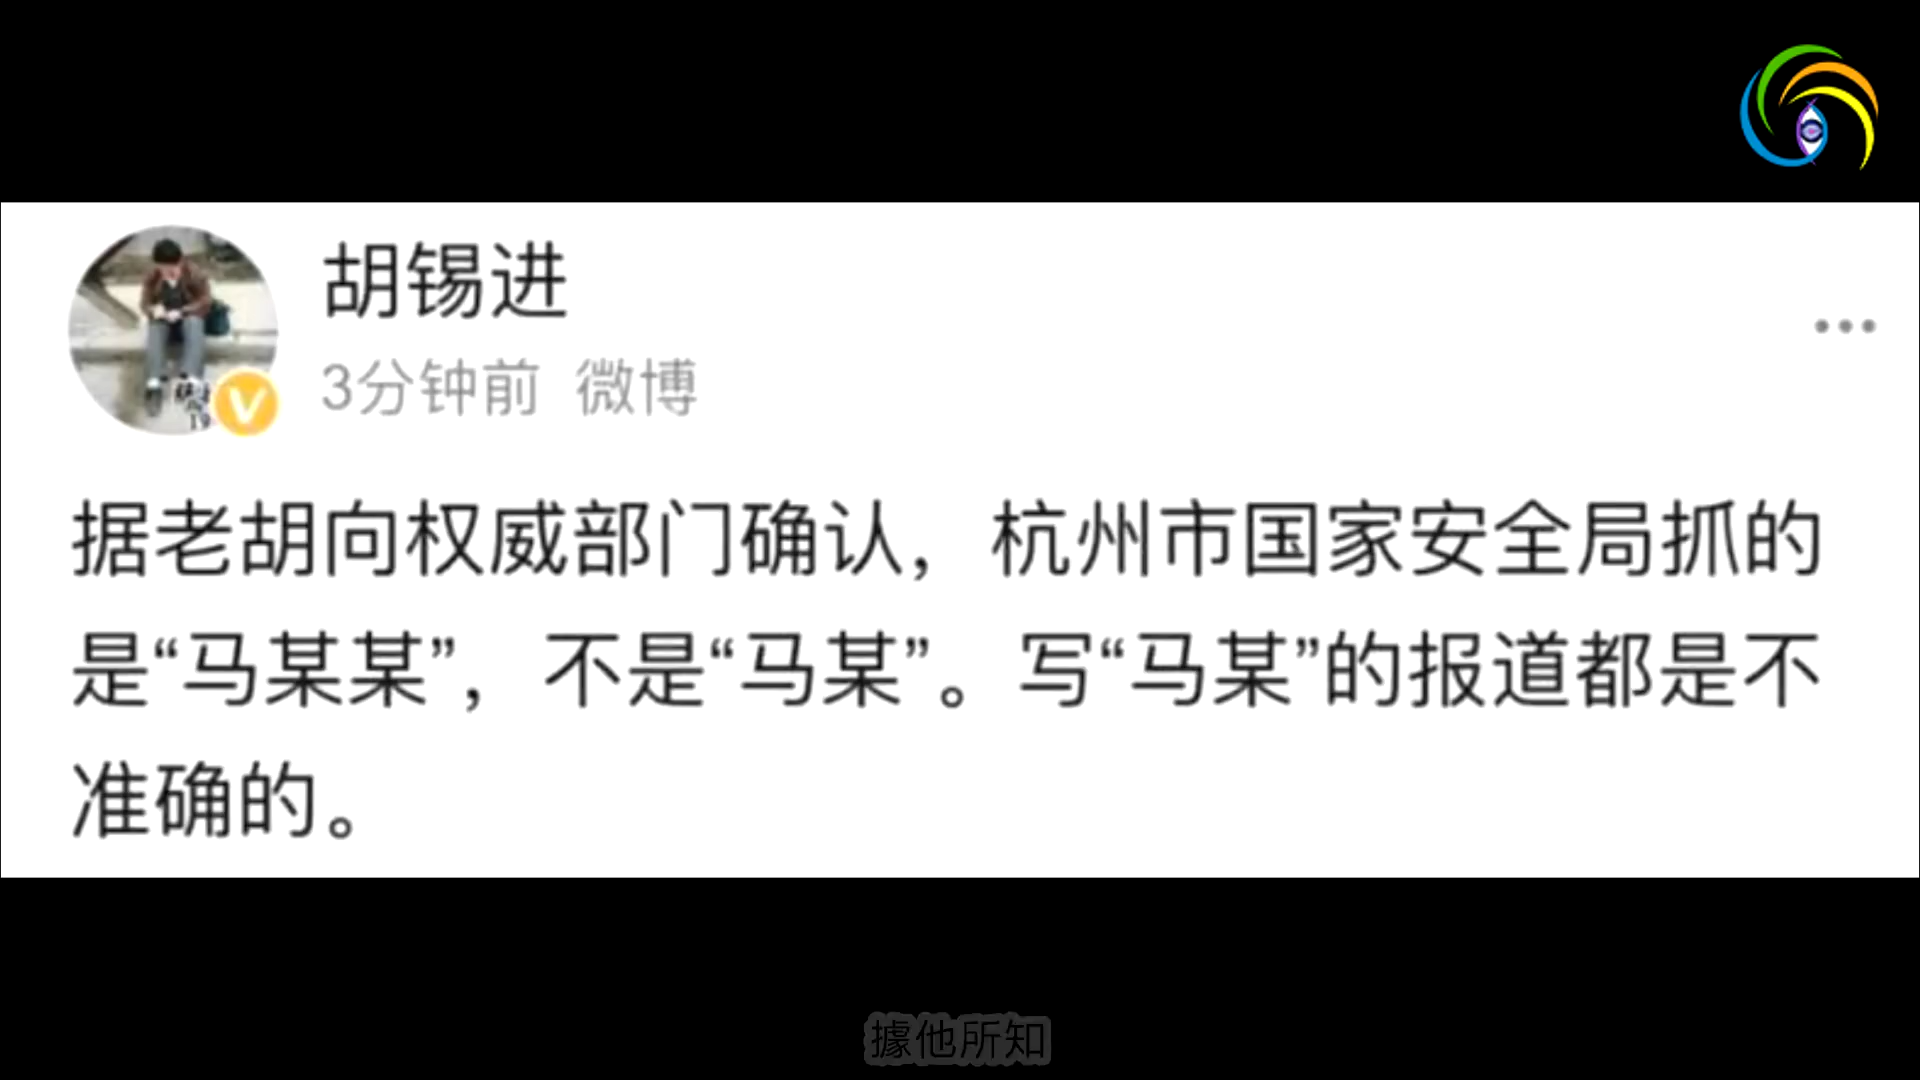 胡锡进
3分钟前 微博
据老胡向权威部门确认，杭州市国家安全局抓的
是“马某某”，不是“马某”。写“马某”的报道都是不
准确的。
據他所知